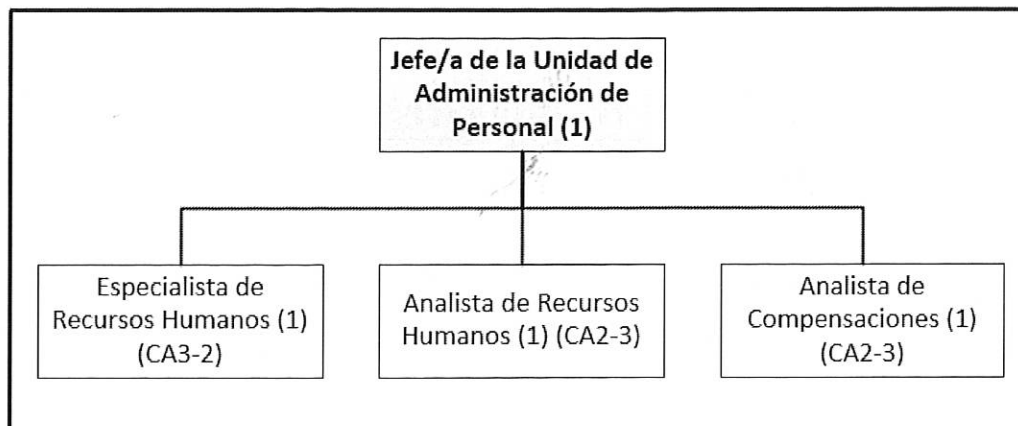 Jefe/a de la Unidad de
Administración de
Personal (1)
Especialista de
Recursos Humanos (1)
(CA3-2)
Analista de Recursos
Humanos (1) (CA2-3)
Analista de
Compensaciones (1)
(CA2-3)